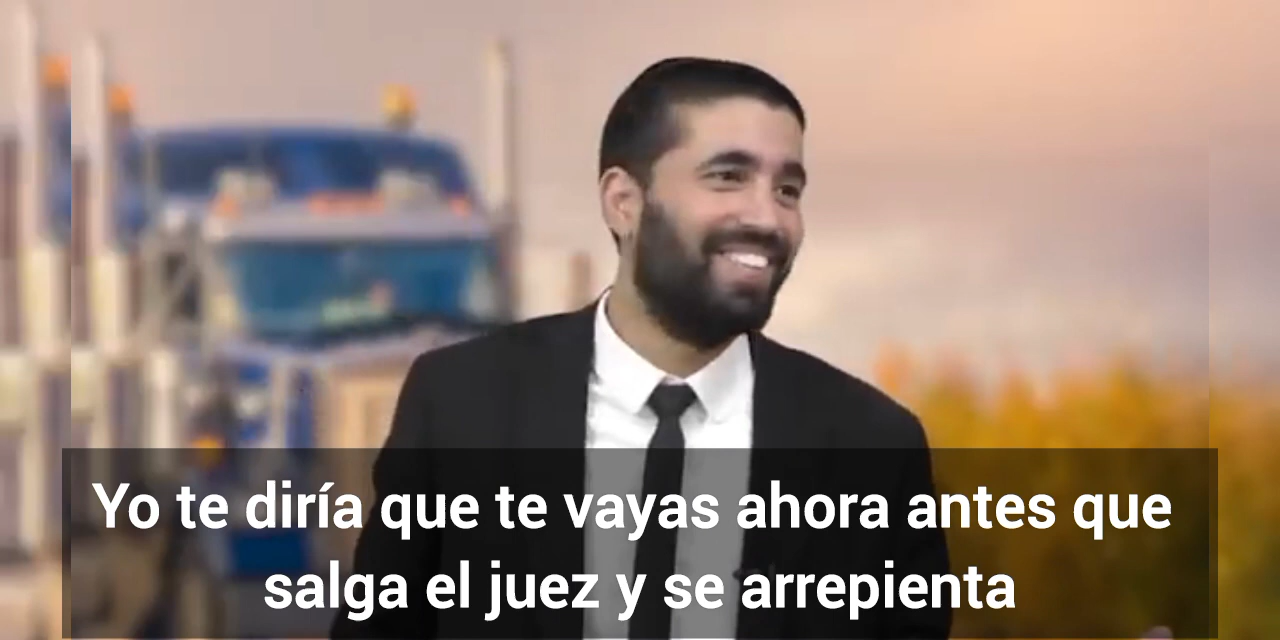 Yo te diría que te vayas ahora antes que
salga el juez y se arrepienta